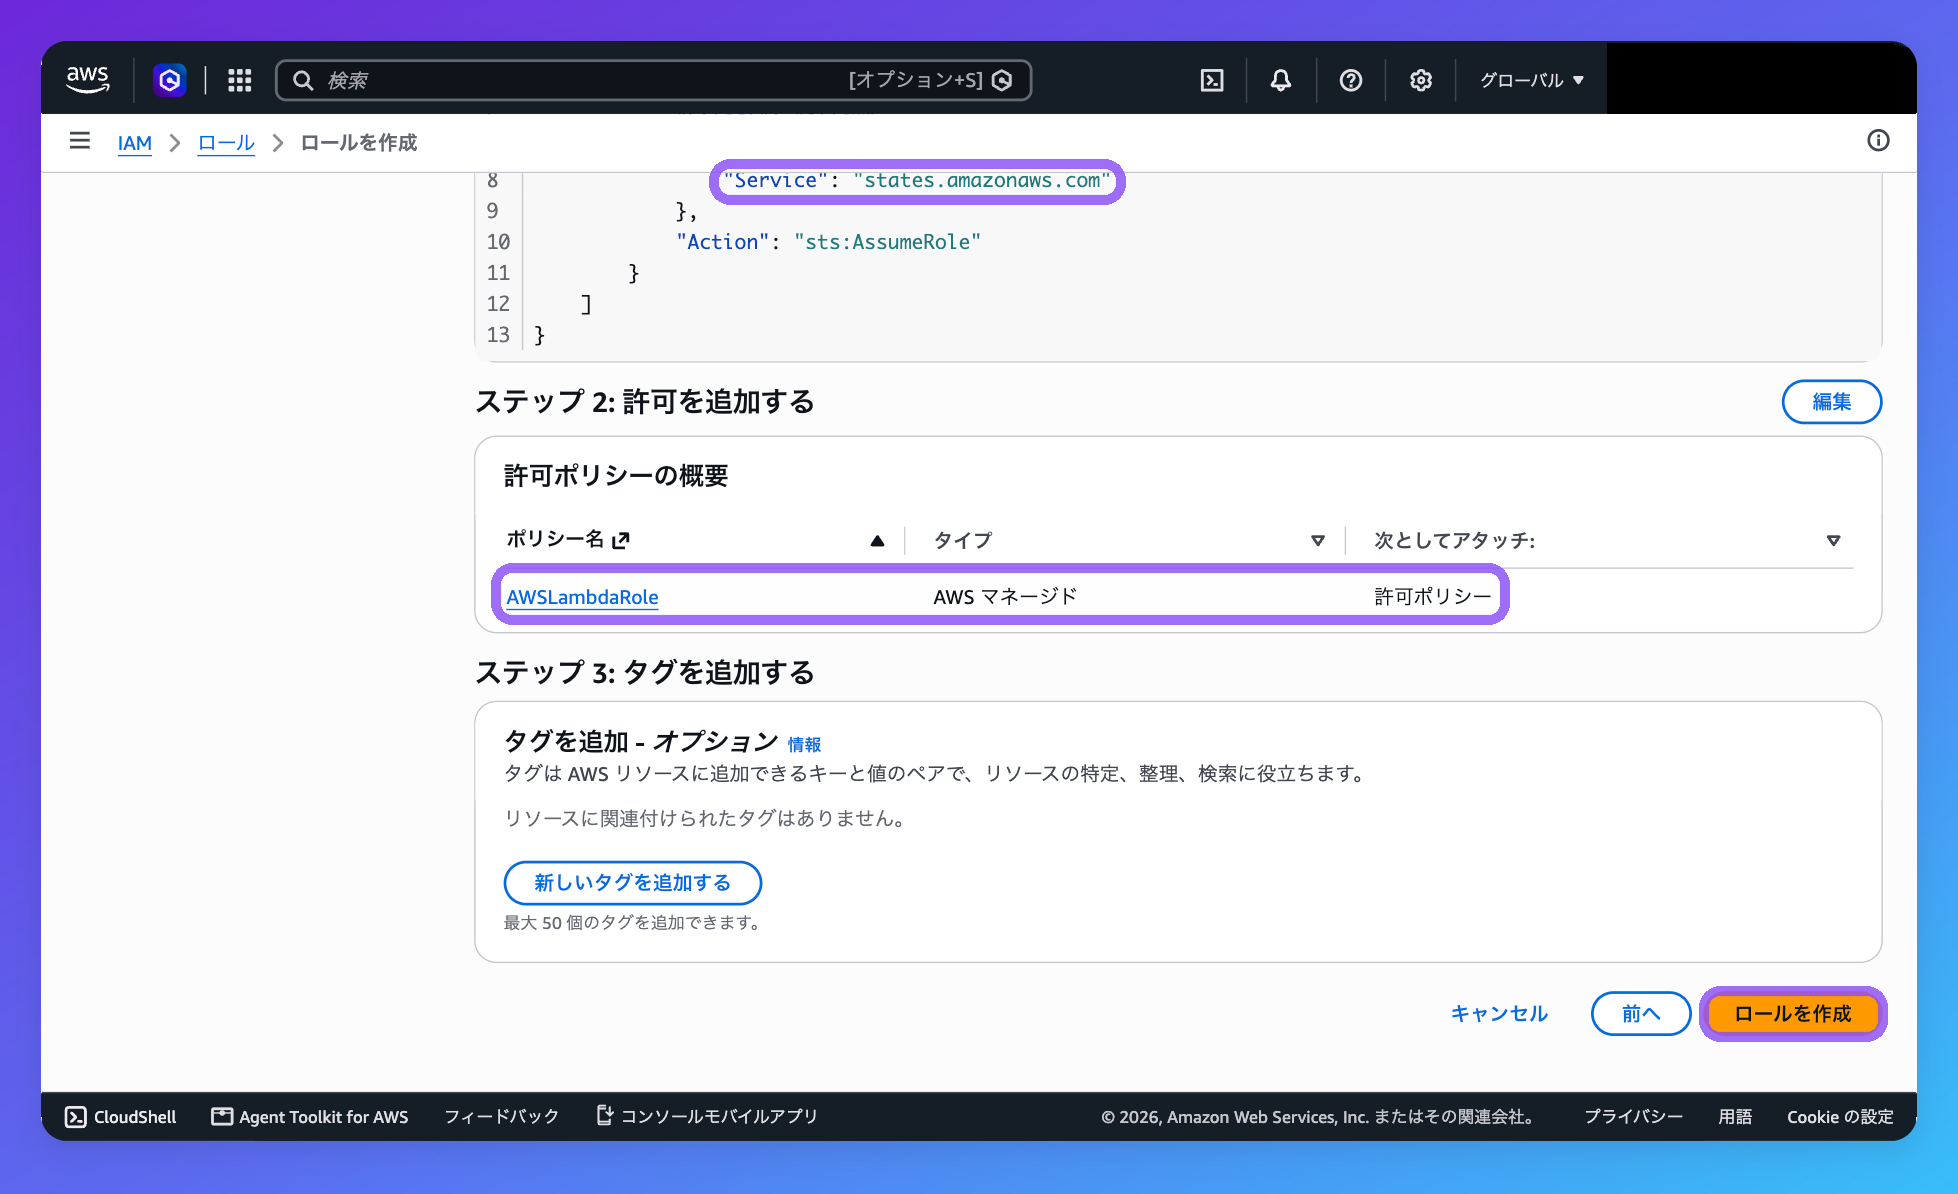 aws
検索 [オプション+S]
グローバル ▼
IAM > ロール > ロールを作成
8 "Service": "states.amazonaws.com"
9 },
10 "Action": "sts:AssumeRole"
11 }
12 ]
13 }
ステップ 2: 許可を追加する
編集
許可ポリシーの概要
ポリシー名 ▲ タイプ ▽ 次としてアタッチ: ▽
AWSLambdaRole AWS マネージド 許可ポリシー
ステップ 3: タグを追加する
タグを追加 - オプション 情報
タグは AWS リソースに追加できるキーと値のペアで、リソースの特定、整理、検索に役立ちます。
リソースに関連付けられたタグはありません。
新しいタグを追加する
最大 50 個のタグを追加できます。
キャンセル 前へ ロールを作成
CloudShell Agent Toolkit for AWS フィードバック コンソールモバイルアプリ © 2026, Amazon Web Services, Inc. またはその関連会社。 プライバシー 用語 Cookie の設定